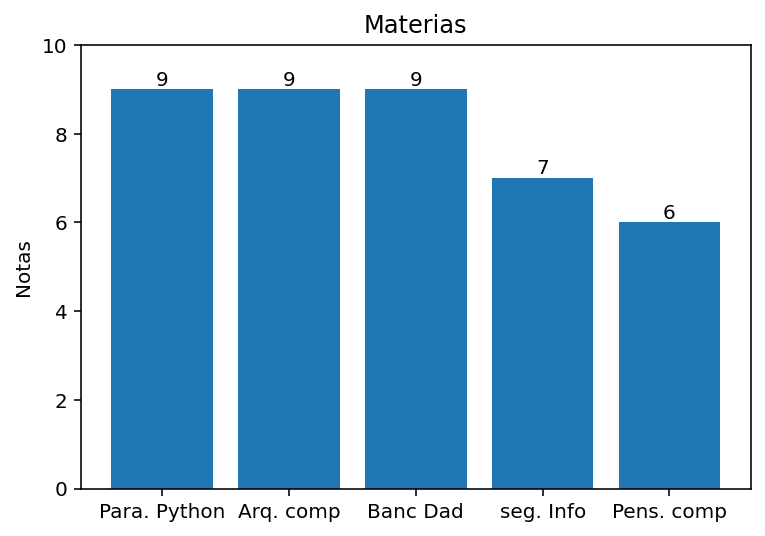 Materias
10
9 9 9
8
7
6
6
Notas
4
2
0
Para. Python Arq. comp Banc Dad seg. Info Pens. comp